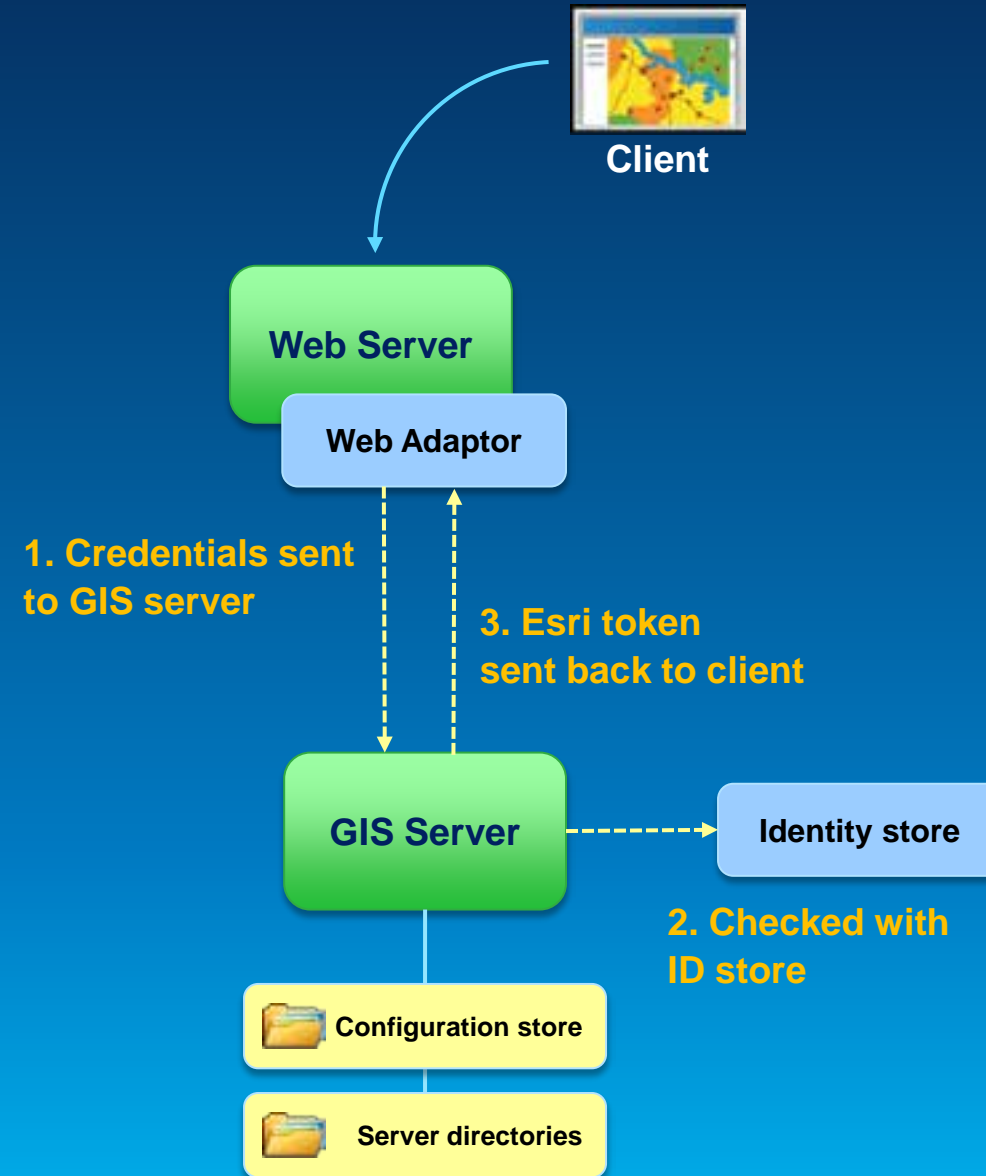 Client
Web Server
Web Adaptor
1. Credentials sent
to GIS server
3. Esri token
sent back to client
GIS Server
Identity store
2. Checked with
ID store
Configuration store
Server directories